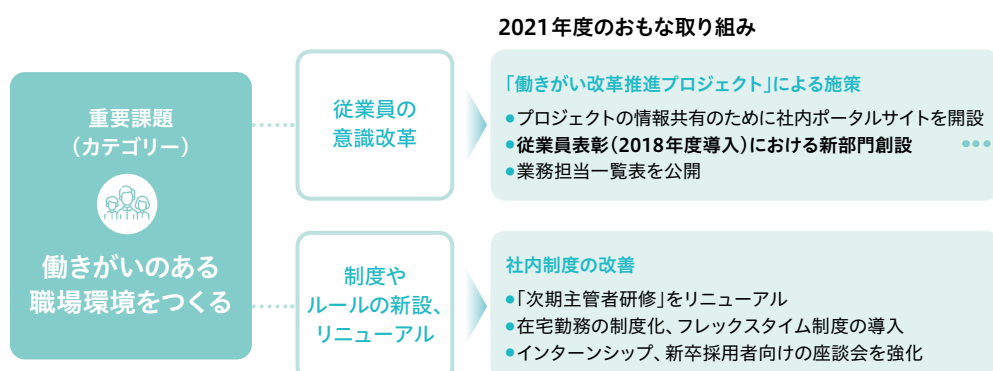 2021年度のおもな取り組み
重要課題
（カテゴリー）
働きがいのある
職場環境をつくる
従業員の
意識改革
「働きがい改革推進プロジェクト」による施策
●プロジェクトの情報共有のために社内ポータルサイトを開設
●従業員表彰（2018年度導入）における新部門創設
●業務担当一覧表を公開
制度や
ルールの新設、
リニューアル
社内制度の改善
●「次期主管者研修」をリニューアル
●在宅勤務の制度化、フレックスタイム制度の導入
●インターンシップ、新卒採用者向けの座談会を強化